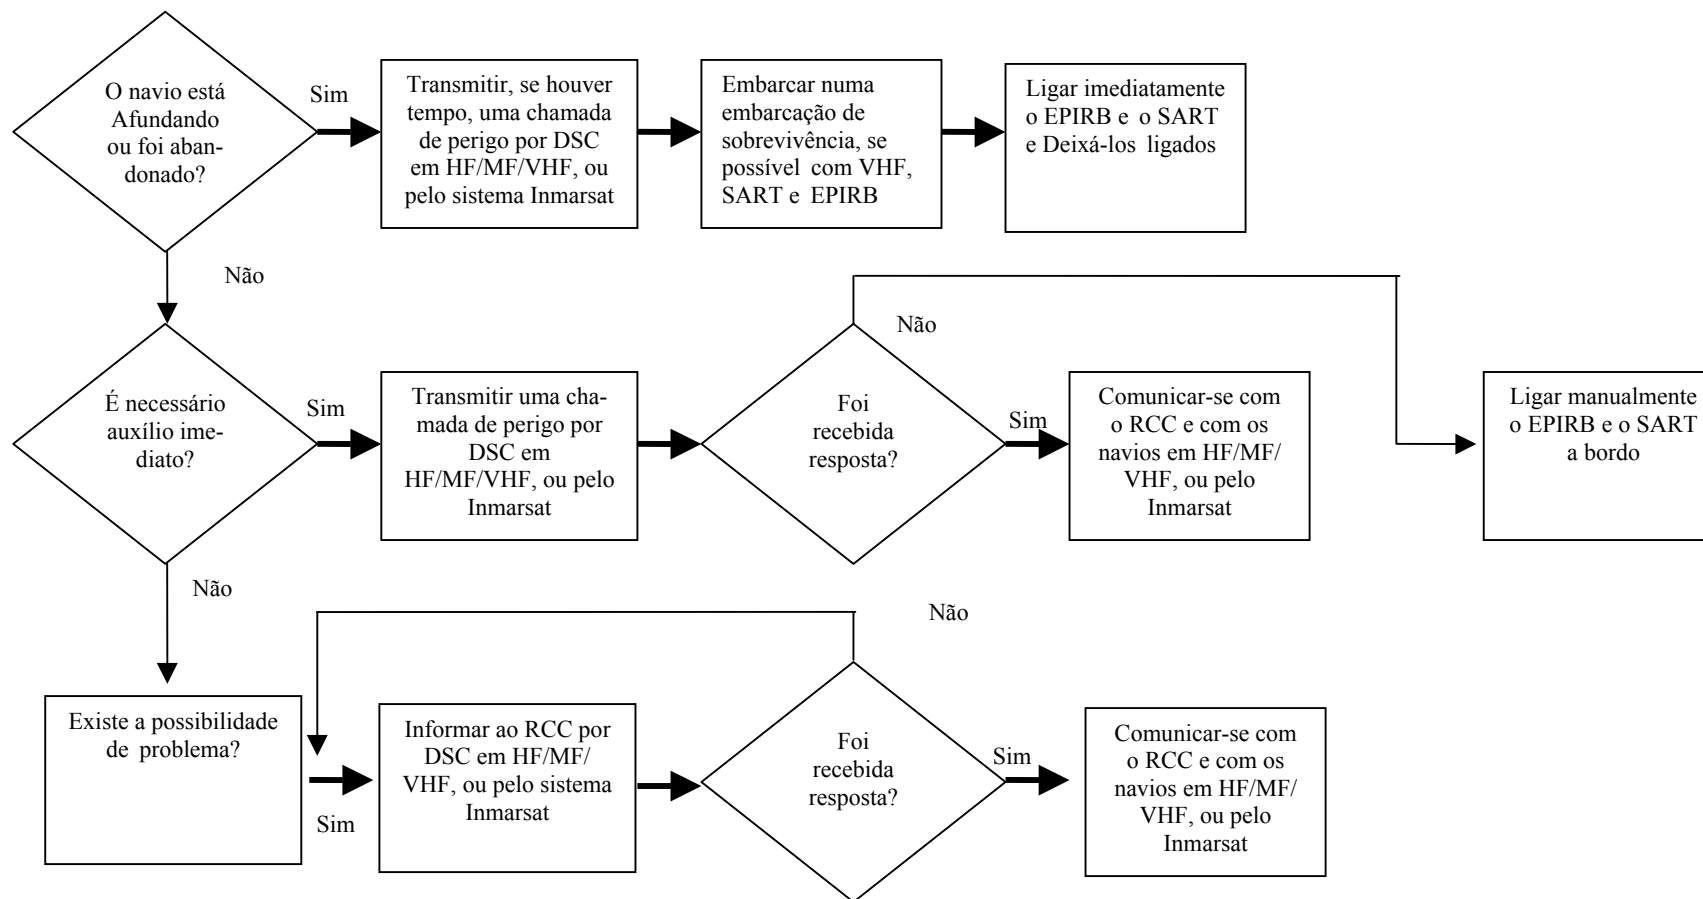 O navio está
Afundando
ou foi aban-
donado?
Sim
Transmitir, se houver
tempo, uma chamada
de perigo por DSC
em HF/MF/VHF, ou
pelo sistema Inmarsat
Embarcar numa
embarcação de
sobrevivência, se
possível com VHF,
SART e EPIRB
Ligar imediatamente
o EPIRB e o SART
e Deixá-los ligados
Não
É necessário
auxílio ime-
diato?
Sim
Transmitir uma cha-
mada de perigo por
DSC em
HF/MF/VHF, ou pelo
Inmarsat
Foi
recebida
resposta?
Não
Sim
Comunicar-se com
o RCC e com os
navios em HF/MF/
VHF, ou pelo
Inmarsat
Ligar manualmente
o EPIRB e o SART
a bordo
Não
Existe a possibilidade
de problema?
Sim
Informar ao RCC por
DSC em HF/MF/
VHF, ou pelo sistema
Inmarsat
Foi
recebida
resposta?
Não
Sim
Comunicar-se com
o RCC e com os
navios em HF/MF/
VHF, ou pelo
Inmarsat